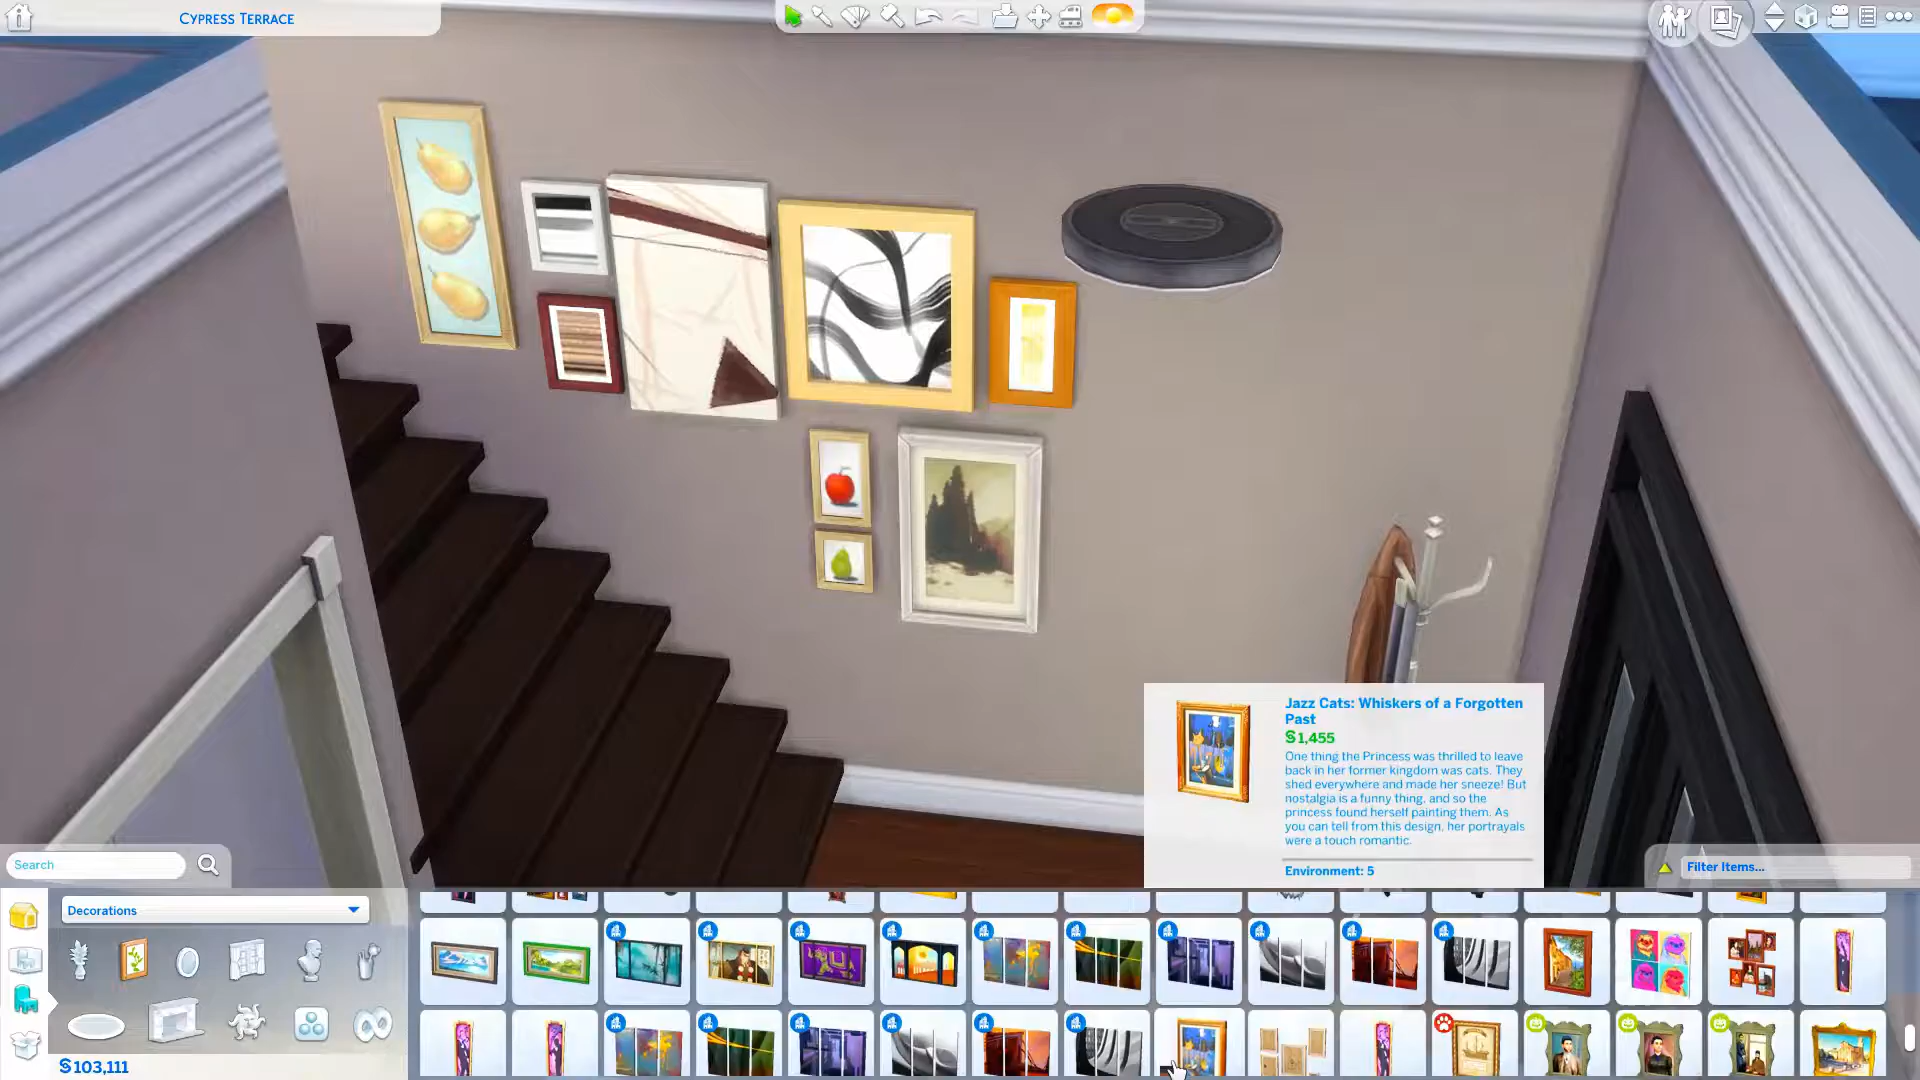 Cypress Terrace
Jazz Cats: Whiskers of a Forgotten
Past
§1,455
One thing the Princess was thrilled to leave
back in her former kingdom was cats. They
shed everywhere and made her sneeze! But
nostalgia is a funny thing, and so the
princess found herself painting them. As
you can tell from this design, her portrayals
were a touch romantic.
Environment: 5
Search
Filter Items...
Decorations
§103,111